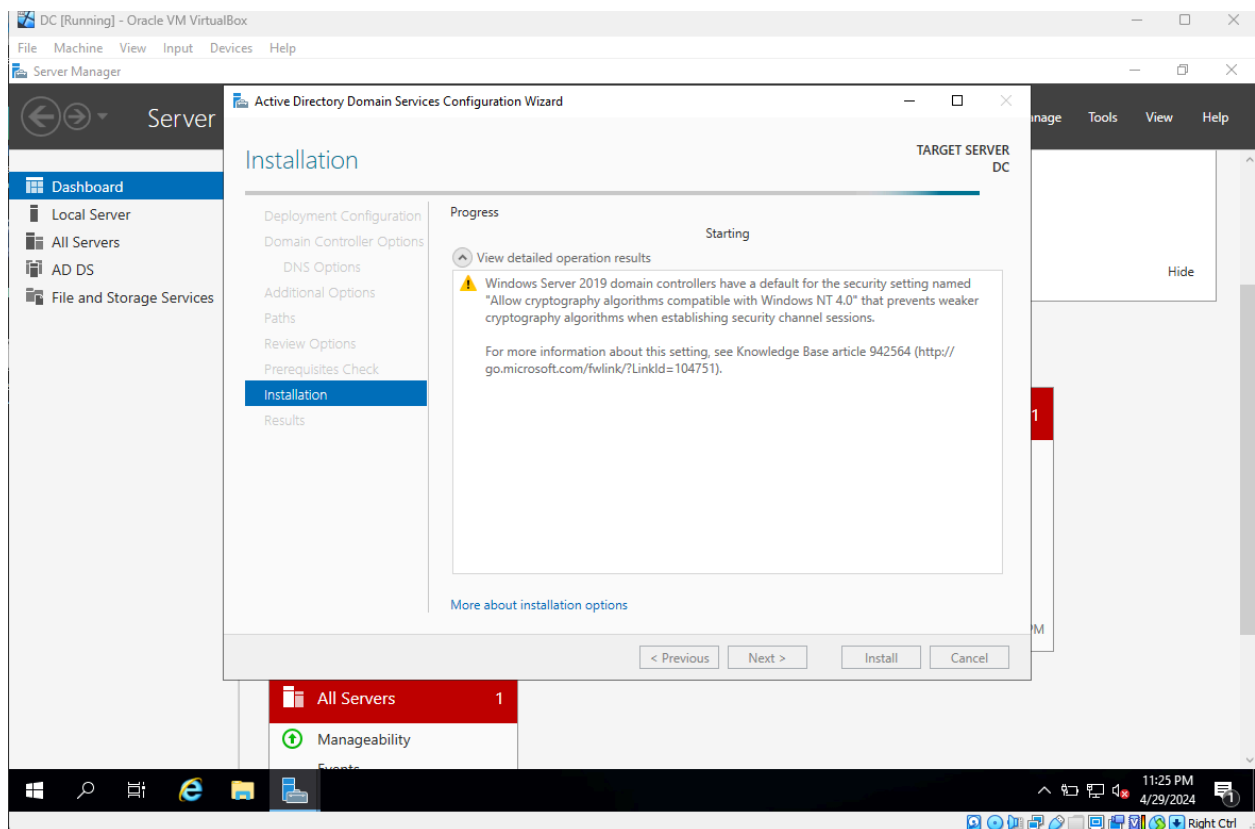 DC [Running] - Oracle VM VirtualBox
File Machine View Input Devices Help
Server Manager
Server
Manage Tools View Help
Active Directory Domain Services Configuration Wizard
Installation
TARGET SERVER
DC
Dashboard
Local Server
All Servers
AD DS
File and Storage Services
Deployment Configuration
Domain Controller Options
DNS Options
Additional Options
Paths
Review Options
Prerequisites Check
Installation
Results
Progress
Starting
View detailed operation results
Windows Server 2019 domain controllers have a default for the security setting named
"Allow cryptography algorithms compatible with Windows NT 4.0" that prevents weaker
cryptography algorithms when establishing security channel sessions.
For more information about this setting, see Knowledge Base article 942564 (http://
go.microsoft.com/fwlink/?LinkId=104751).
More about installation options
< Previous
Next >
Install
Cancel
Hide
1
All Servers 1
Manageability
Events
11:25 PM
4/29/2024
1
Right Ctrl